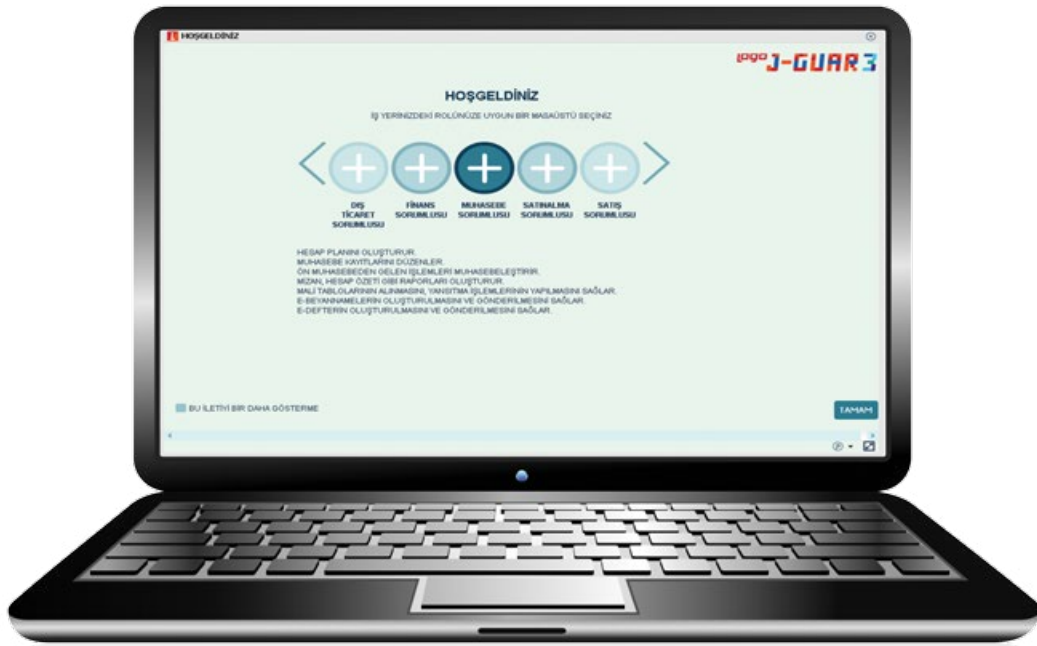 HOŞGELDİNİZ
logo J-GUAR 3
HOŞGELDİNİZ
İŞ YERİNİZDEKİ ROLÜNÜZE UYGUN BİR MASAÜSTÜ SEÇİNİZ
DIŞ
TİCARET
SORUMLUSU
FİNANS
SORUMLUSU
MUHASEBE
SORUMLUSU
SATINALMA
SORUMLUSU
SATIŞ
SORUMLUSU
HESAP PLANINI OLUŞTURUR.
MUHASEBE KAYITLARINI DÜZENLER.
ÖN MUHASEBEDEN GELEN İŞLEMLERİ MUHASEBELEŞTİRİR.
MİZAN, HESAP ÖZETİ GİBİ RAPORLARI OLUŞTURUR.
MALİ TABLOLARININ ALINMASINI, YANSITMA İŞLEMLERİNİN YAPILMASINI SAĞLAR.
E-BEYANNAMELERİN OLUŞTURULMASINI VE GÖNDERİLMESİNİ SAĞLAR.
E-DEFTERİN OLUŞTURULMASINI VE GÖNDERİLMESİNİ SAĞLAR.
BU İLETİYİ BİR DAHA GÖSTERME
TAMAM